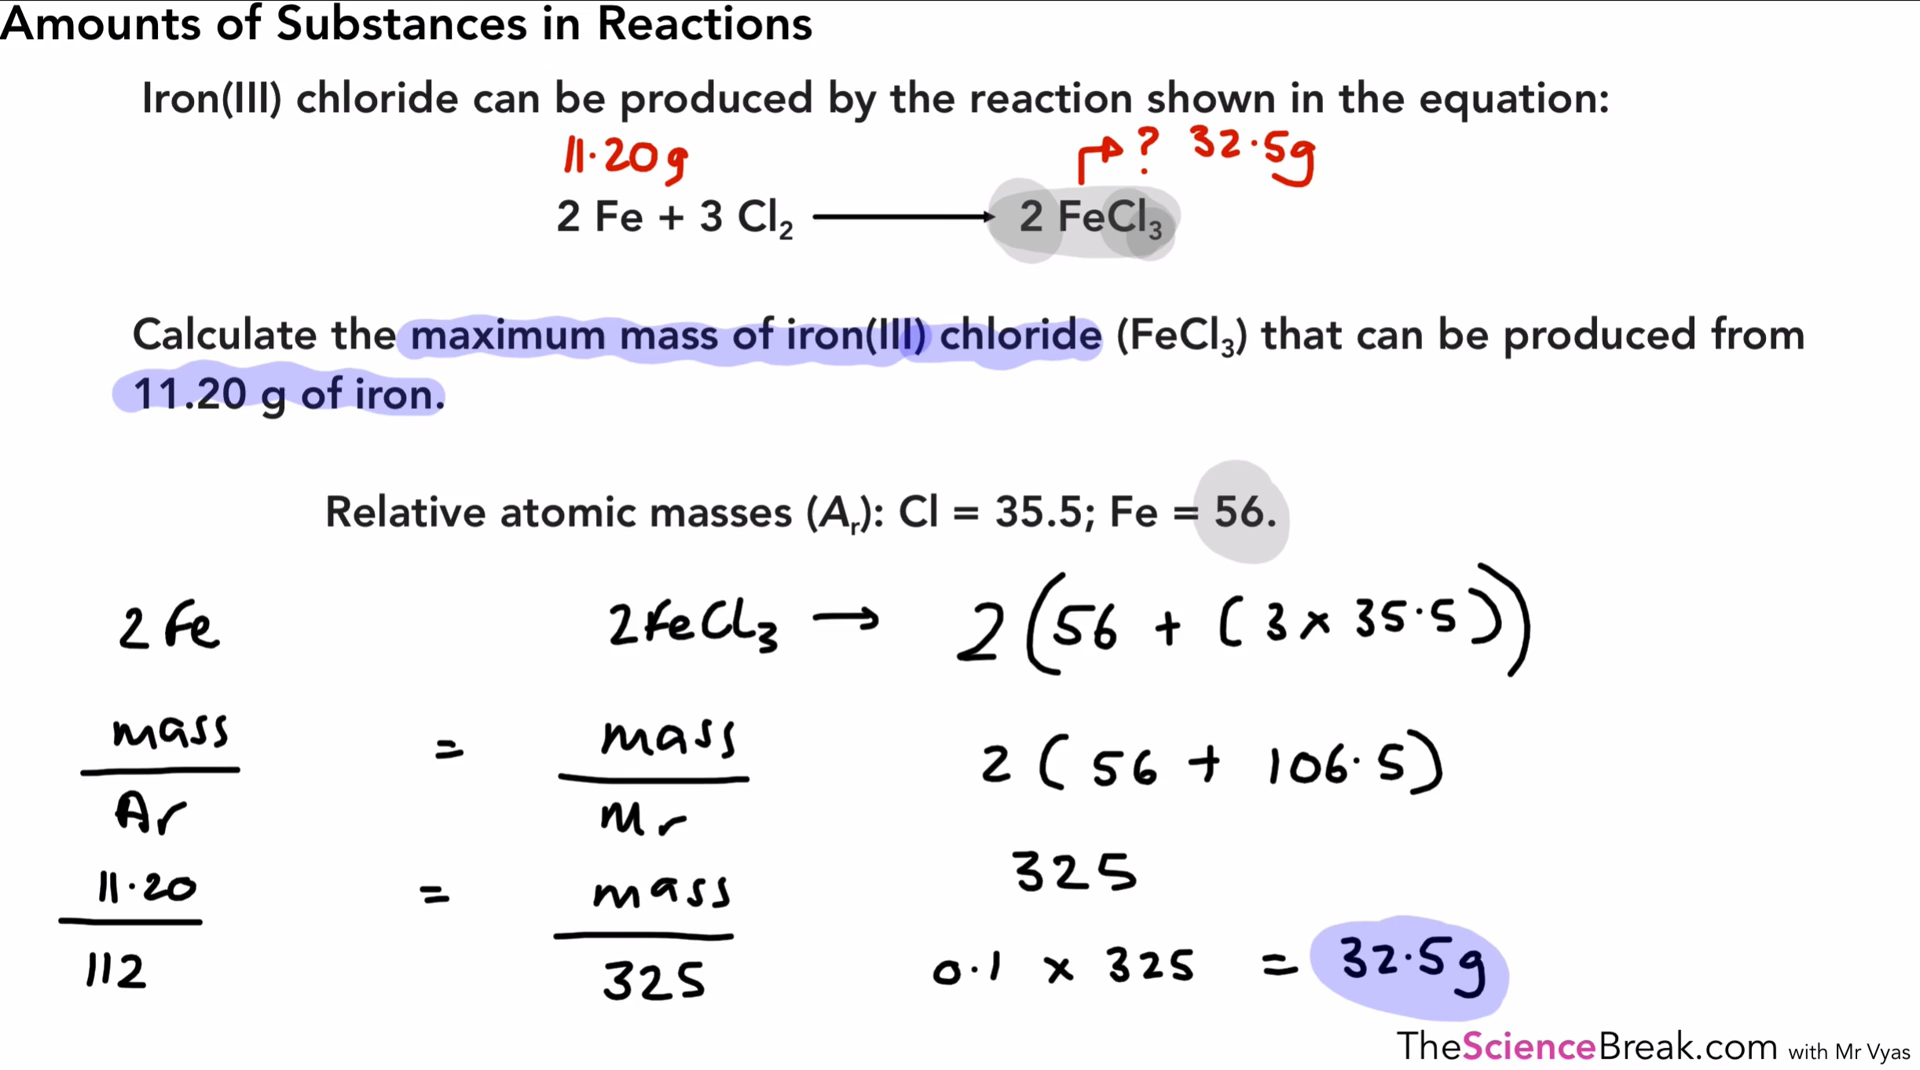 Amounts of Substances in Reactions
Iron(III) chloride can be produced by the reaction shown in the equation:
11.20g ? 32.5g
2 Fe + 3 Cl₂ ⟶ 2 FeCl₃
Calculate the maximum mass of iron(III) chloride (FeCl₃) that can be produced from
11.20 g of iron.
Relative atomic masses (Aᵣ): Cl = 35.5; Fe = 56.
2Fe 2FeCl₃ → 2(56 + (3 × 35.5))
mass = mass
Ar Mr
2(56 + 106.5)
11.20 = mass
112 325
325
0.1 × 325 = 32.5g
TheScienceBreak.com with Mr Vyas